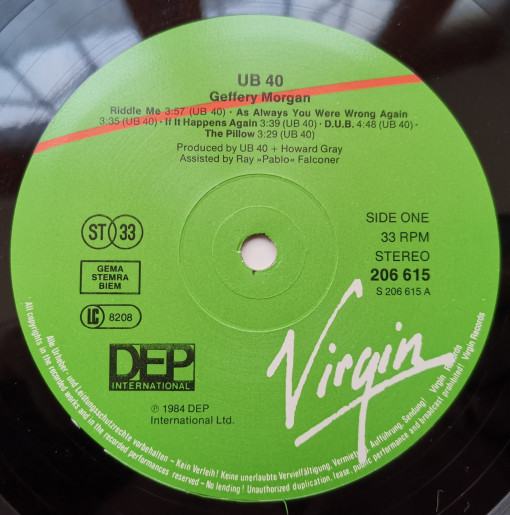 UB 40
Geffery Morgan
Riddle Me 3:57 (UB 40) · As Always You Were Wrong Again
3:35 (UB 40) · If It Happens Again 3:39 (UB 40) · D.U.B. 4:48 (UB 40) ·
The Pillow 3:29 (UB 40)
Produced by UB 40 + Howard Gray
Assisted by Ray »Pablo« Falconer
ST 33
GEMA
STEMRA
BIEM
LC 8208
SIDE ONE
33 RPM
STEREO
206 615
S 206 615 A
DEP
INTERNATIONAL
℗ 1984 DEP
International Ltd.
Virgin
Alle Urheber- und Leistungsschutzrechte vorbehalten – Kein Verleih! Keine unerlaubte Vervielfältigung, Vermietung, Aufführung, Sendung! Virgin Records
All copyrights in the recorded works and in the recorded performances reserved – No lending! Unauthorized duplication, lease, public performance and broadcast prohibited! Virgin Records